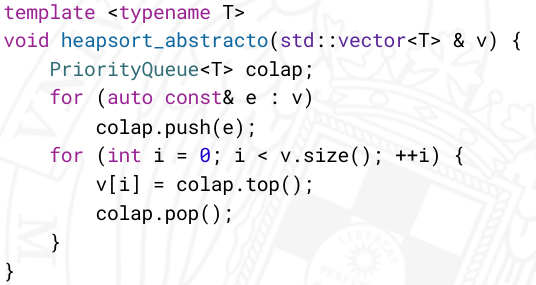 template <typename T>
void heapsort_abstracto(std::vector<T> & v) {
    PriorityQueue<T> colap;
    for (auto const& e : v)
        colap.push(e);
    for (int i = 0; i < v.size(); ++i) {
        v[i] = colap.top();
        colap.pop();
    }
}